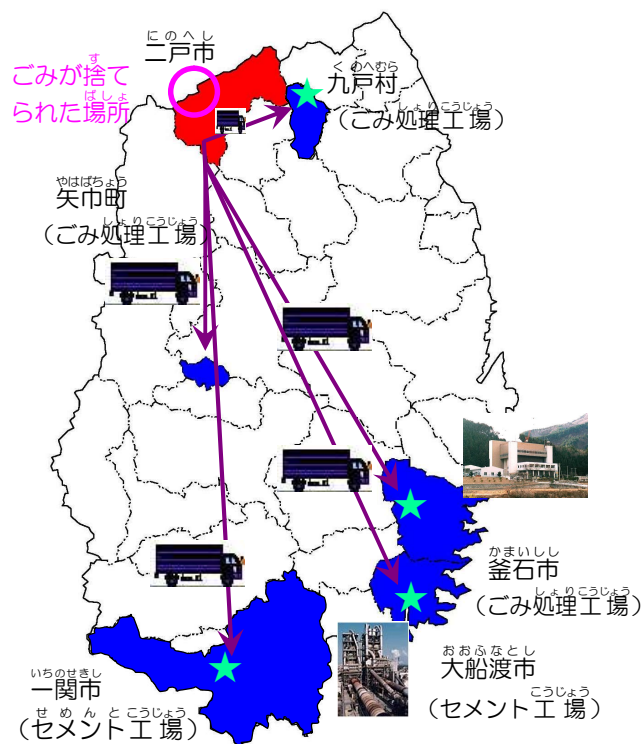 にのへし
二戸市
ごみが捨て
す
られた場所
ばしょ
くのへむら
九戸村
しょりこうじょう
（ごみ処理工場）
やはばちょう
矢巾町
しょりこうじょう
（ごみ処理工場）
かまいしし
釜石市
しょりこうじょう
（ごみ処理工場）
おおふなとし
大船渡市
こうじょう
（セメント工場）
いちのせきし
一関市
せめんとこうじょう
（セメント工場）